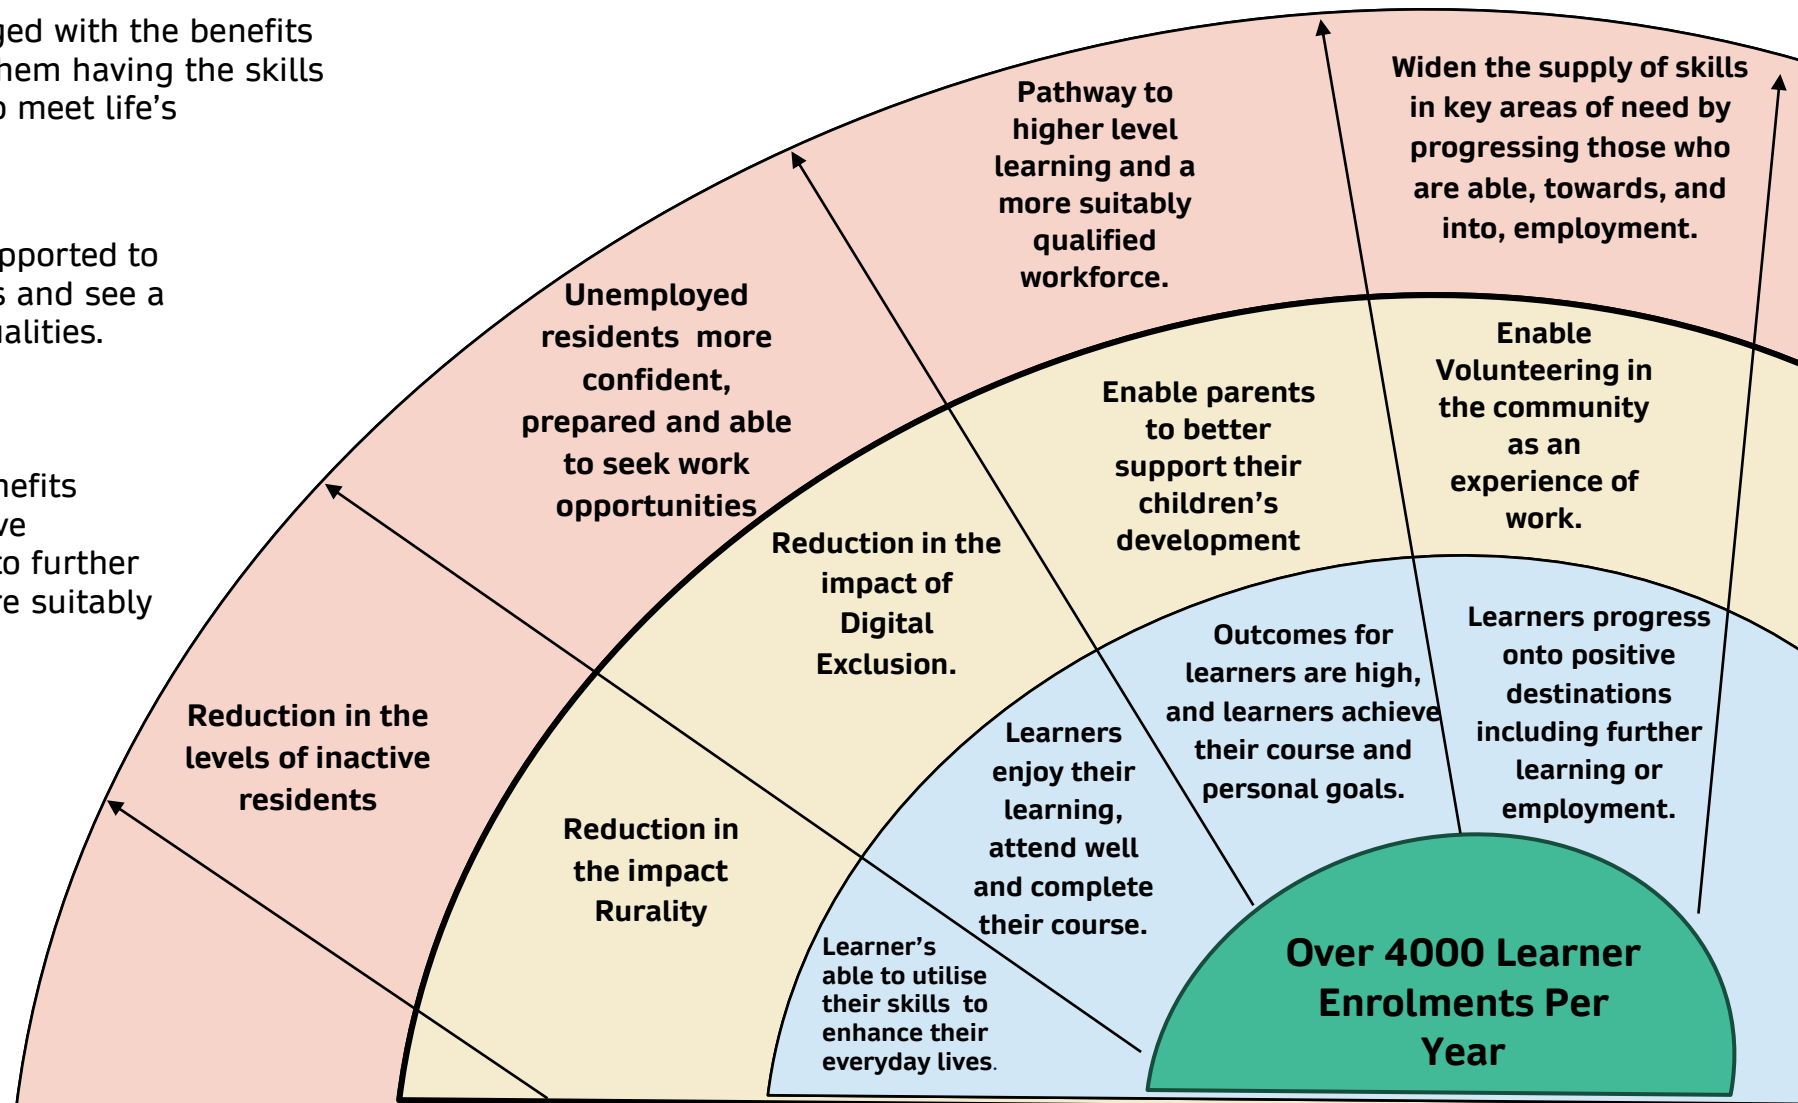 with the benefits
having the skills
meet life's
to
and see a
further
suitably
Pathway to
higher level
learning and a
more suitably
qualified
workforce.
Widen the supply of skills
in key areas of need by
progressing those who
are able, towards, and
into, employment.
Unemployed
residents more
confident,
prepared and able
to seek work
opportunities
Reduction in the
levels of inactive
residents
Enable parents
to better
support their
children's
development
Enable
Volunteering in
the community
as an
experience of
work.
Reduction in the
impact of
Digital
Exclusion.
Reduction in
the impact
Rurality
Learners
enjoy their
learning,
attend well
and complete
their course.
Outcomes for
learners are high,
and learners achieve
their course and
personal goals.
Learners progress
onto positive
destinations
including further
learning or
employment.
Learner's
able to utilise
their skills to
enhance their
everyday lives.
Over 4000 Learner
Enrolments Per
Year